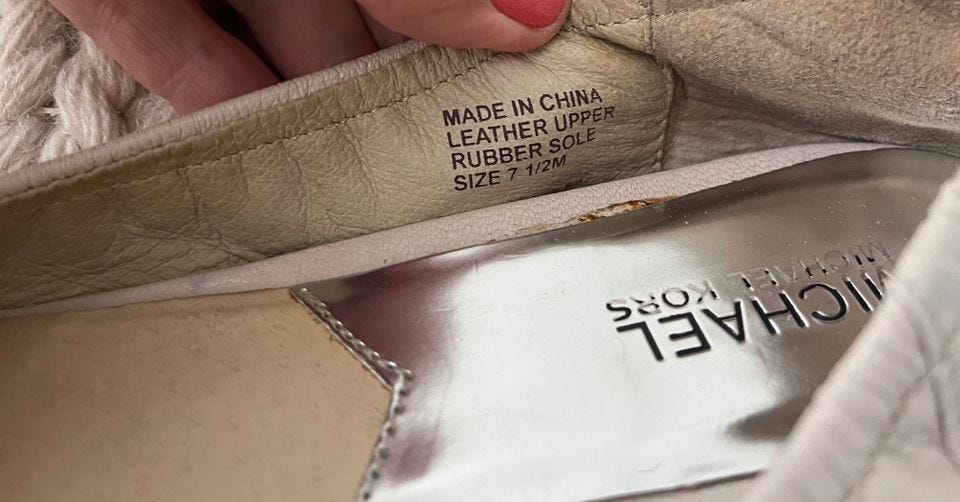 MADE IN CHINA
LEATHER UPPER
RUBBER SOLE
SIZE 7 1/2M
MICHAEL
MICHAEL KORS